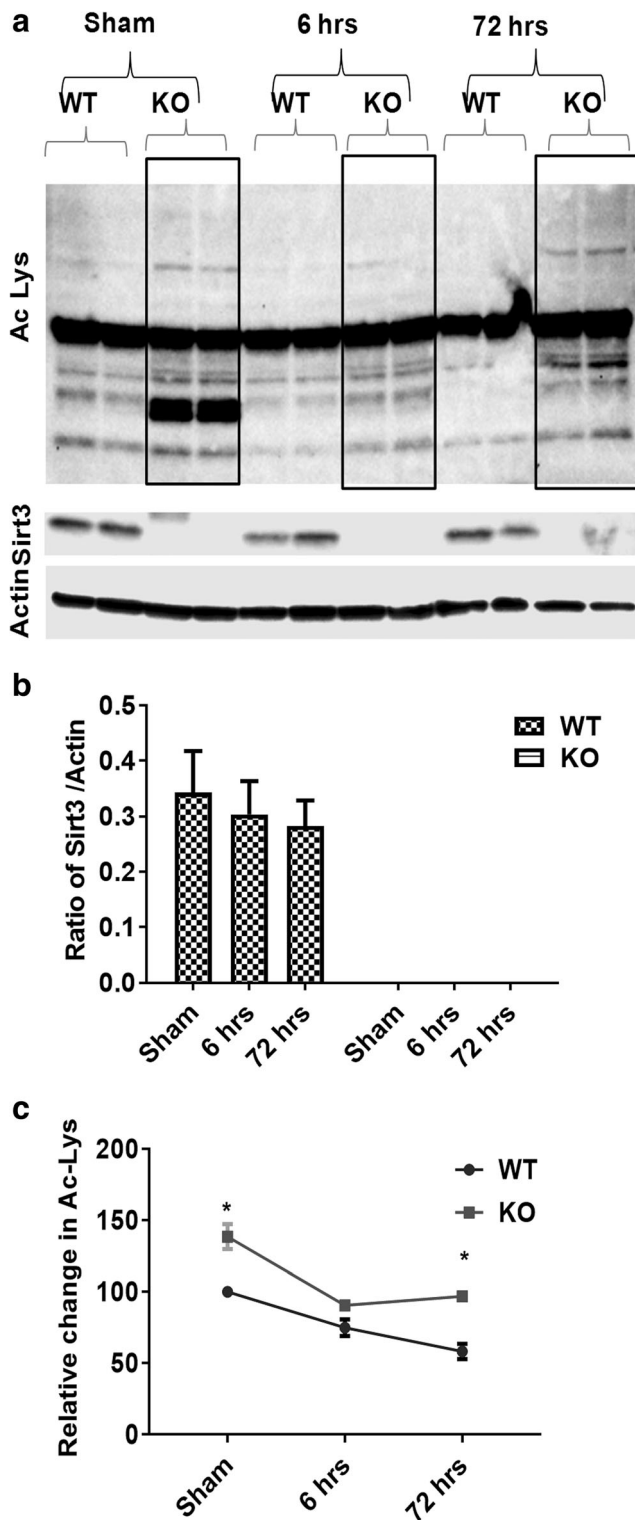 a
Sham 6 hrs 72 hrs
WT KO WT KO WT KO
Ac Lys
Sirt3
Actin
b
Ratio of Sirt3 /Actin
0.5
0.4
0.3
0.2
0.1
0.0
WT
KO
Sham 6 hrs 72 hrs Sham 6 hrs 72 hrs
c
Relative change in Ac-Lys
200
150
100
50
0
WT
KO
* *
Sham 6 hrs 72 hrs